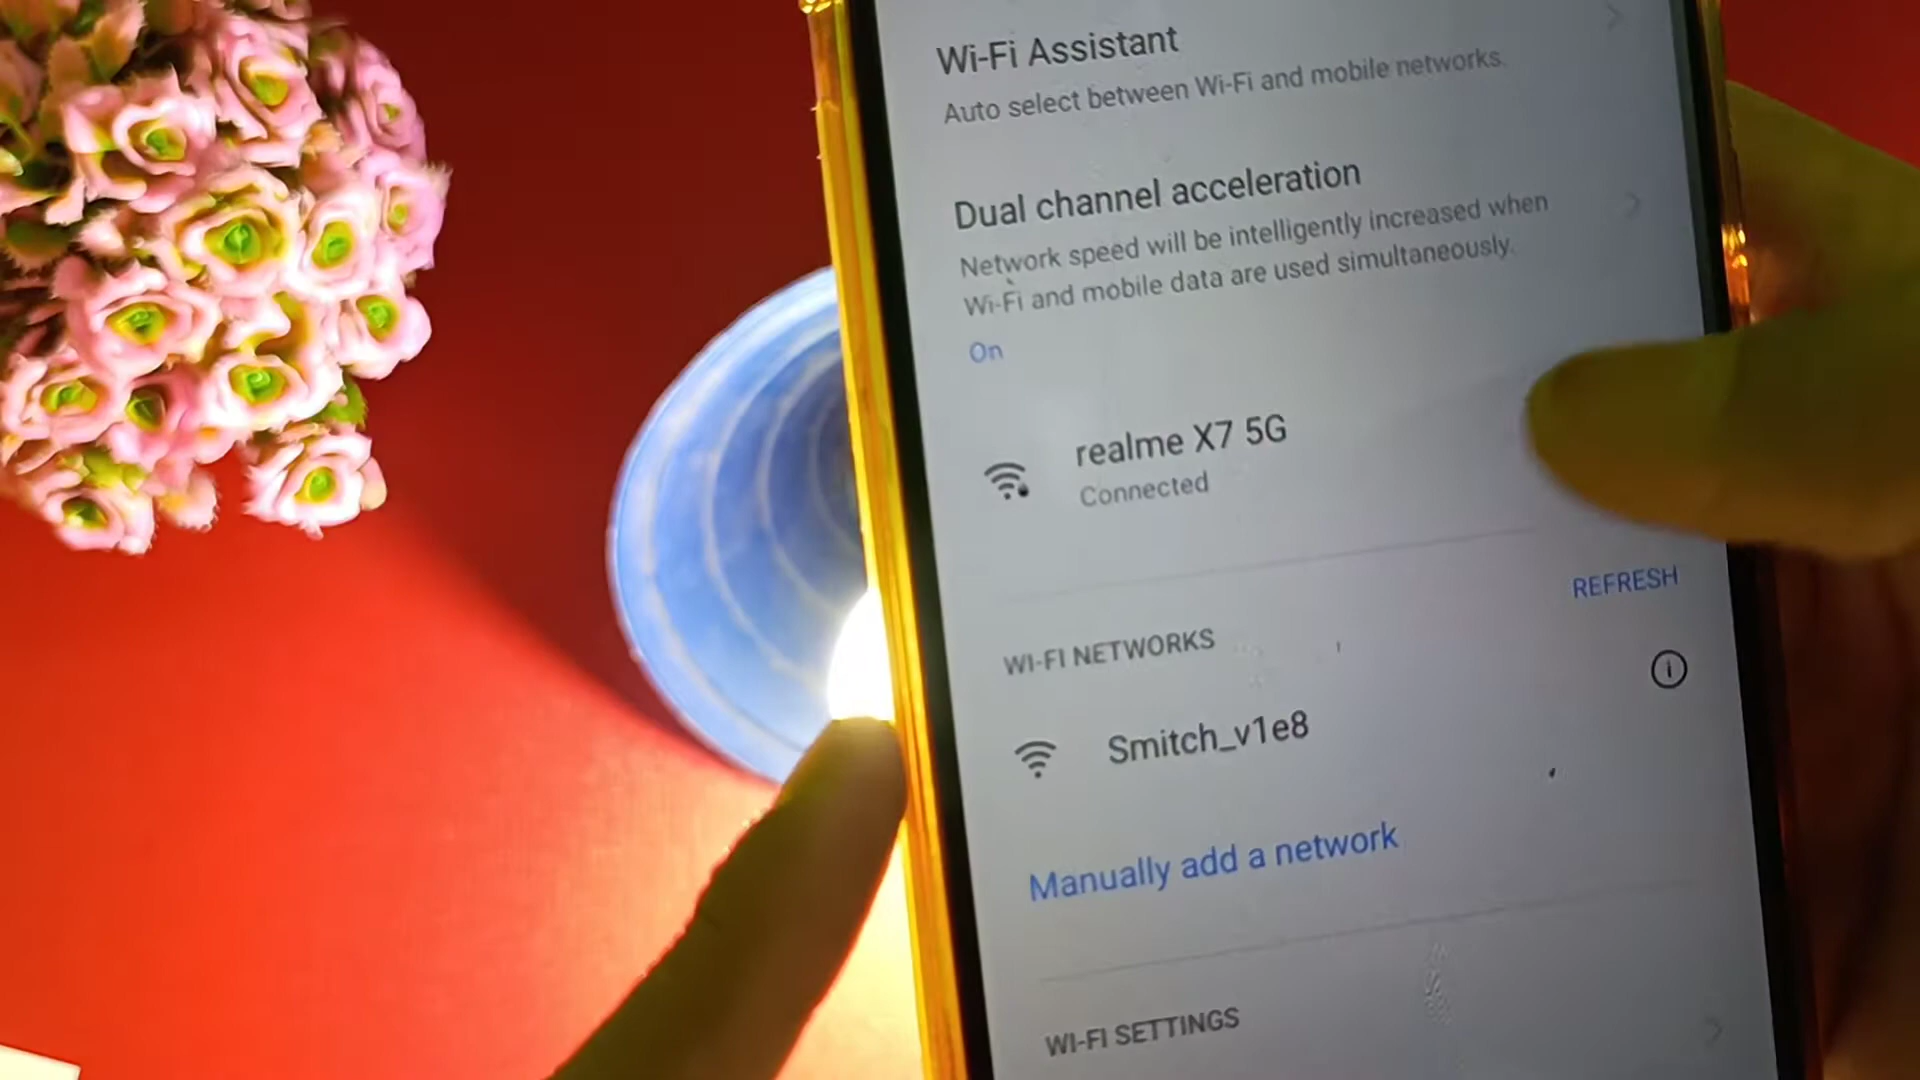 Wi-Fi Assistant
Auto select between Wi-Fi and mobile networks.
Dual channel acceleration
Network speed will be intelligently increased when
Wi-Fi and mobile data are used simultaneously.
On
realme X7 5G
Connected
REFRESH
WI-FI NETWORKS
Smitch_v1e8
Manually add a network
WI-FI SETTINGS